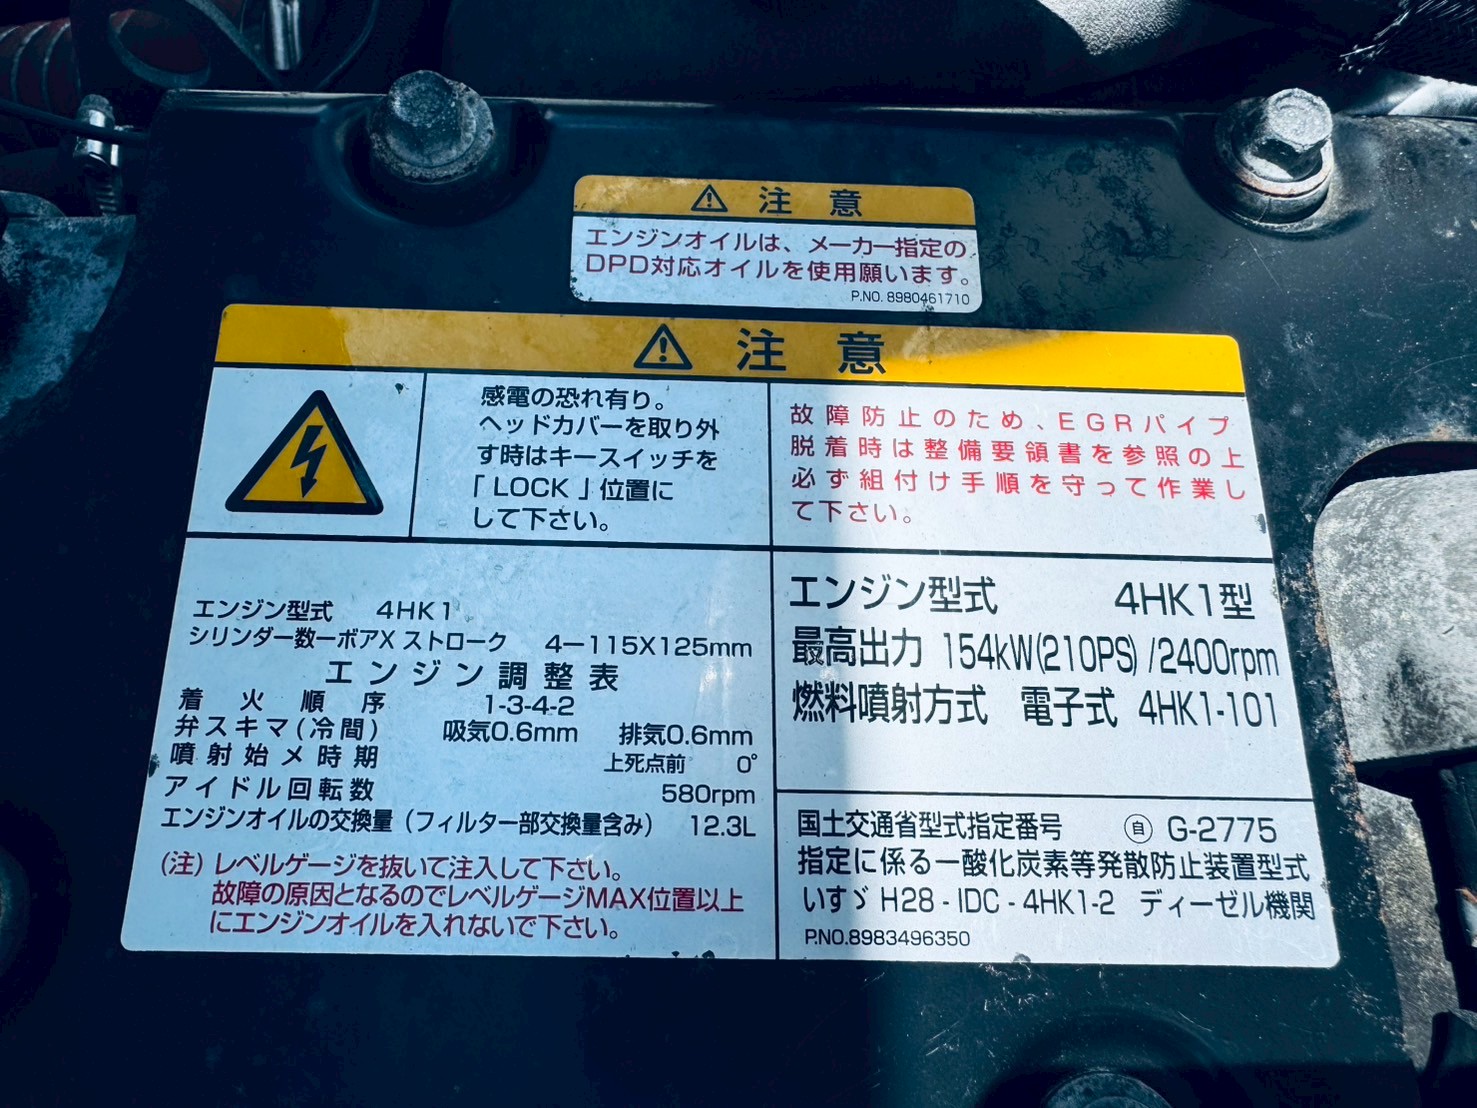 ⚠ 注意
エンジンオイルは、メーカー指定の
DPD対応オイルを使用願います。
P.NO. 8980461710
⚠ 注意
感電の恐れ有り。
ヘッドカバーを取り外
す時はキースイッチを
「LOCK」位置に
して下さい。
故障防止のため、EGRパイプ
脱着時は整備要領書を参照の上
必ず組付け手順を守って作業し
て下さい。
エンジン型式 4HK1
シリンダー数ーボアX ストローク 4ー115X125mm
エンジン調整表
着火順序 1-3-4-2
弁スキマ(冷間) 吸気0.6mm 排気0.6mm
噴射始メ時期 上死点前 0°
アイドル回転数 580rpm
エンジンオイルの交換量(フィルター部交換量含み) 12.3L
(注) レベルゲージを抜いて注入して下さい。
故障の原因となるのでレベルゲージMAX位置以上
にエンジンオイルを入れないで下さい。
エンジン型式 4HK1型
最高出力 154kW(210PS)/2400rpm
燃料噴射方式 電子式 4HK1-101
国土交通省型式指定番号 ㊐ G-2775
指定に係る一酸化炭素等発散防止装置型式
いすゞ H28-IDC-4HK1-2 ディーゼル機関
P.NO.8983496350